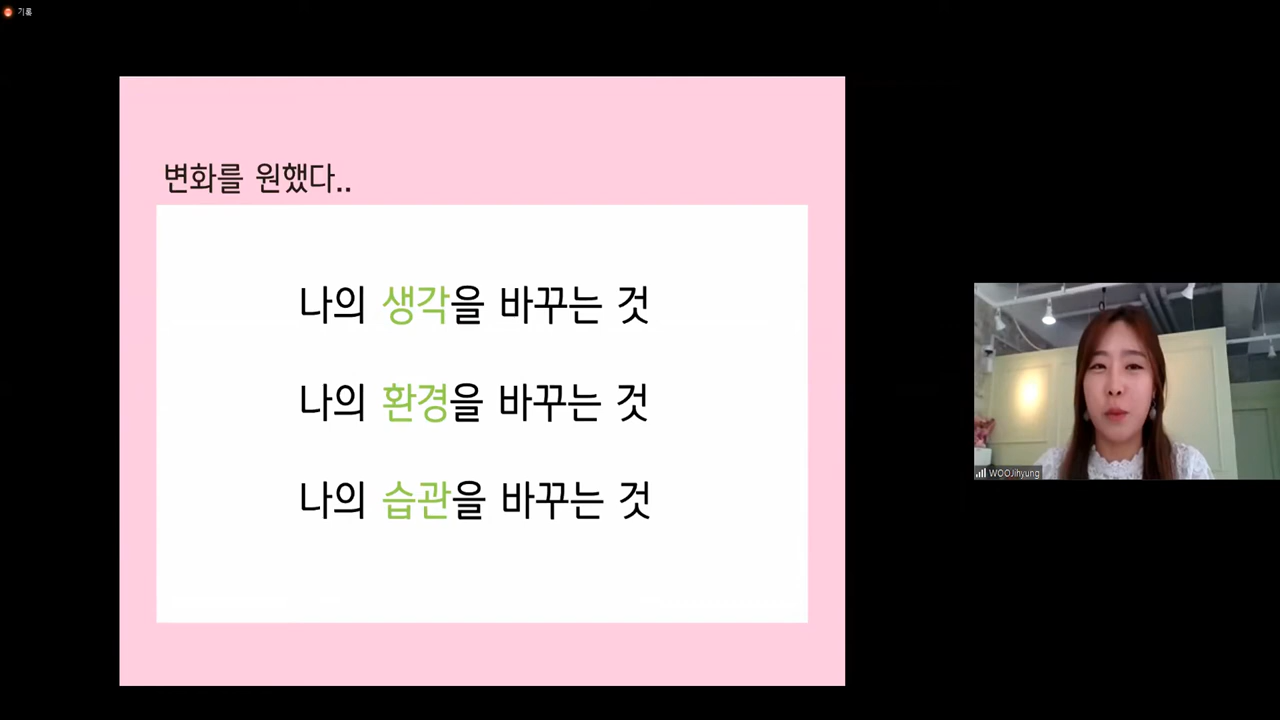 기록
변화를 원했다..
나의 생각을 바꾸는 것
나의 환경을 바꾸는 것
나의 습관을 바꾸는 것
WOOJihyung